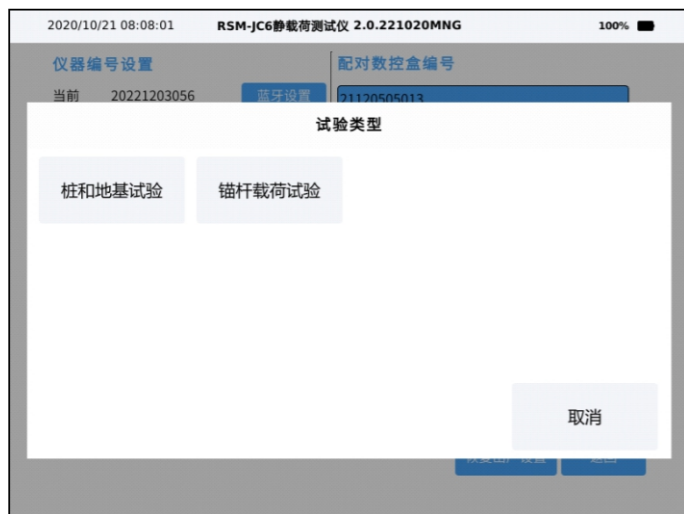 2020/10/21 08:08:01 RSM-JC6静载荷测试仪 2.0.221020MNG 100%
仪器编号设置 配对数控盒编号
当前 20221203056 蓝牙设置 21120505013
试验类型
桩和地基试验 锚杆载荷试验
取消